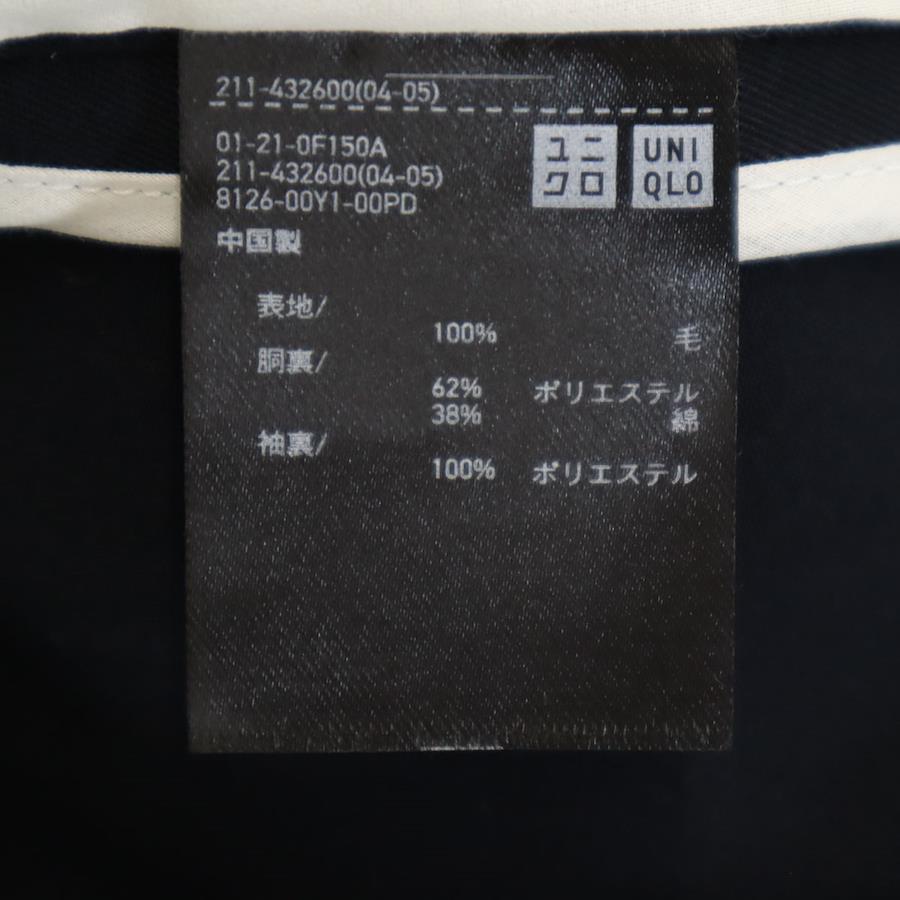 211-432600(04-05)
01-21-0F150A
211-432600(04-05)
8126-00Y1-00PD
中国製
ユニ
クロ
UNI
QLO
表地/
100% 毛
胴裏/
62% ポリエステル
38% 綿
袖裏/
100% ポリエステル